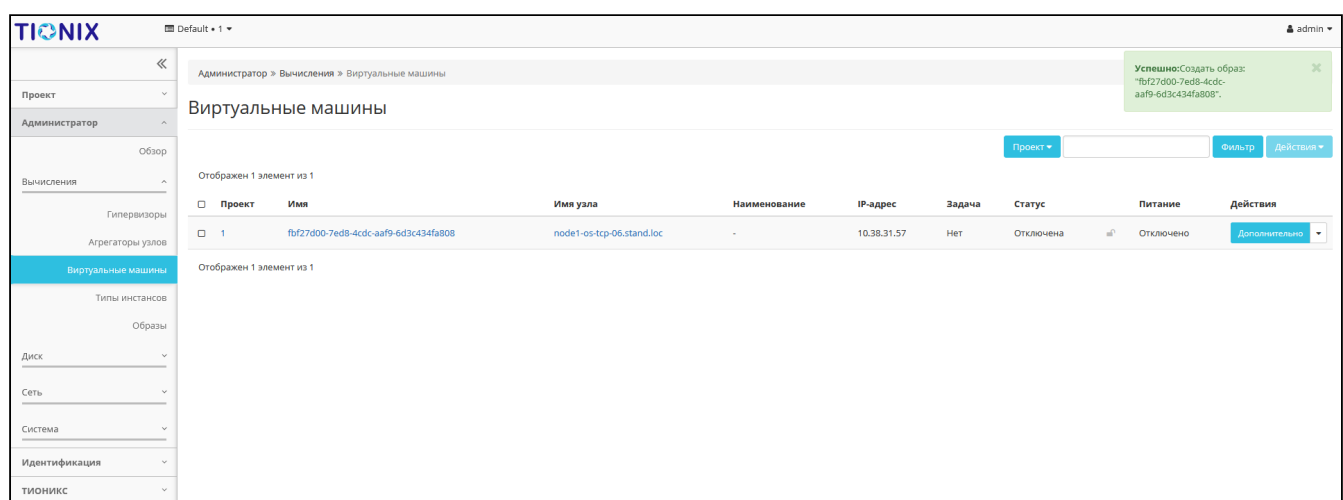 TIONIX
Default • 1
admin
Администратор » Вычисления » Виртуальные машины
Успешно:Создать образ:
"fbf27d00-7ed8-4cdc-
aaf9-6d3c434fa808".
Проект
Администратор
Обзор
Вычисления
Гипервизоры
Агрегаторы узлов
Виртуальные машины
Типы инстансов
Образы
Диск
Сеть
Система
Идентификация
ТИОНИКС
Виртуальные машины
Проект Фильтр Действия
Отображен 1 элемент из 1
Проект Имя Имя узла Наименование IP-адрес Задача Статус Питание Действия
1 fbf27d00-7ed8-4cdc-aaf9-6d3c434fa808 node1-os-tcp-06.stand.loc - 10.38.31.57 Нет Отключена Отключено Дополнительно
Отображен 1 элемент из 1